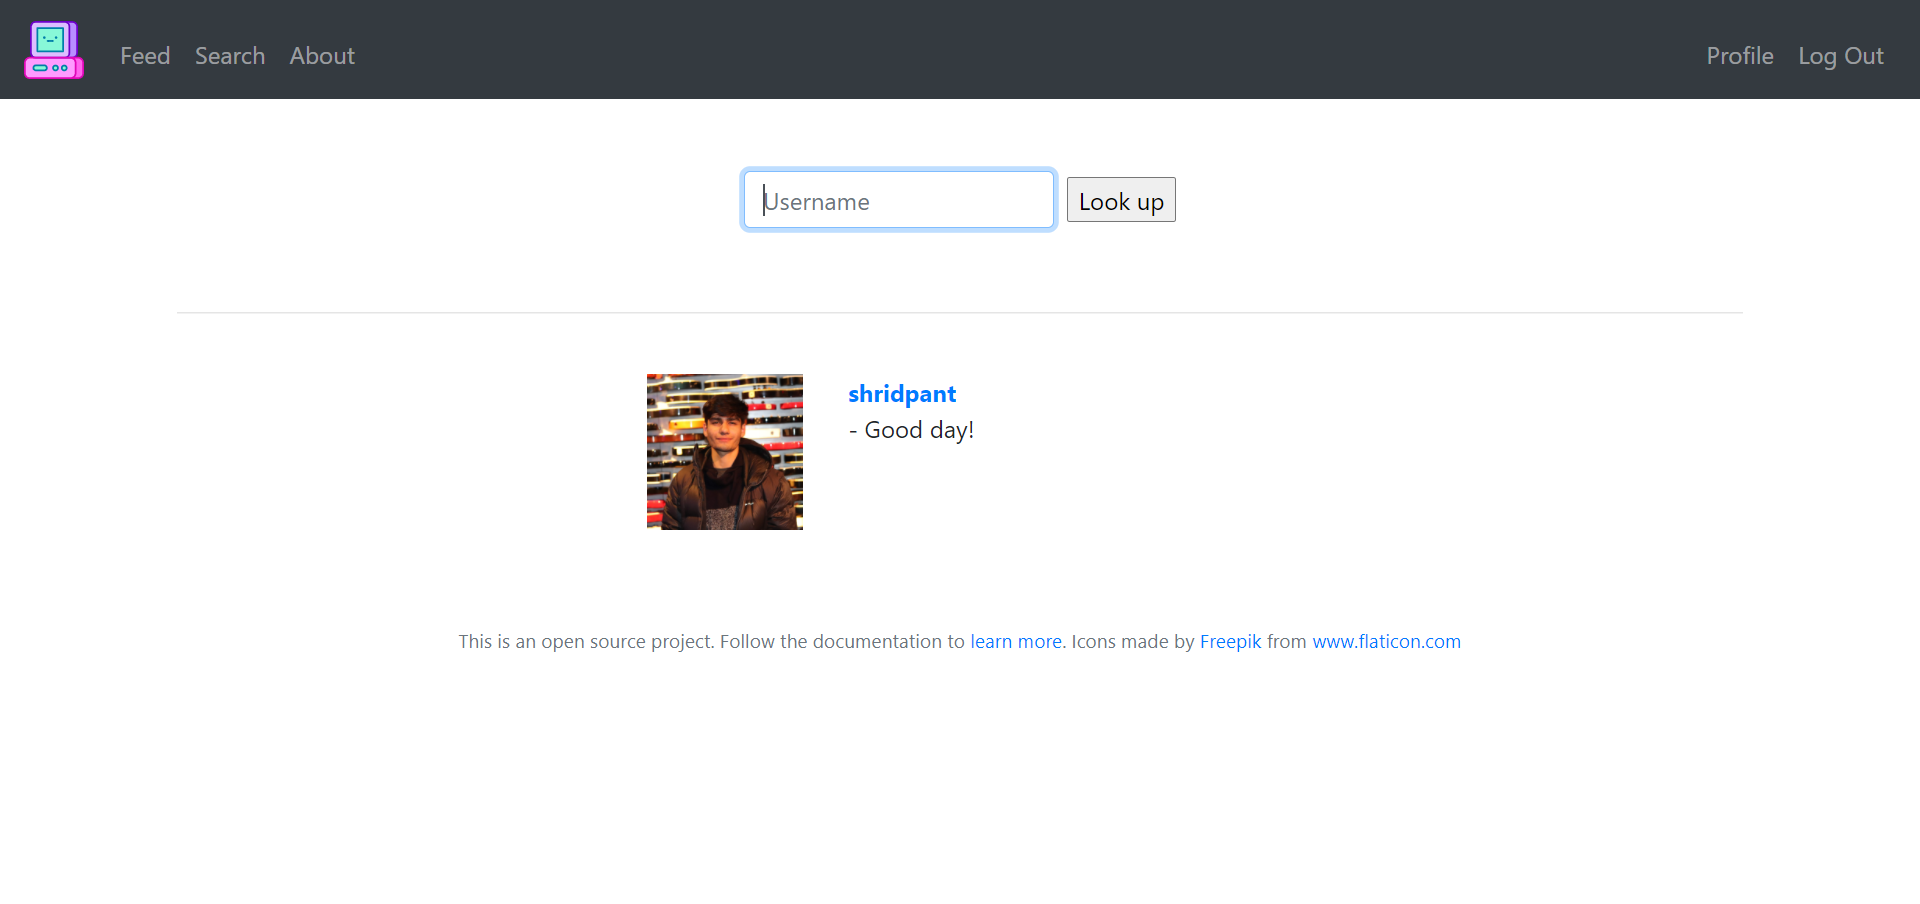 Feed Search About Profile Log Out
Username Look up
shridpant
- Good day!
This is an open source project. Follow the documentation to learn more. Icons made by Freepik from www.flaticon.com